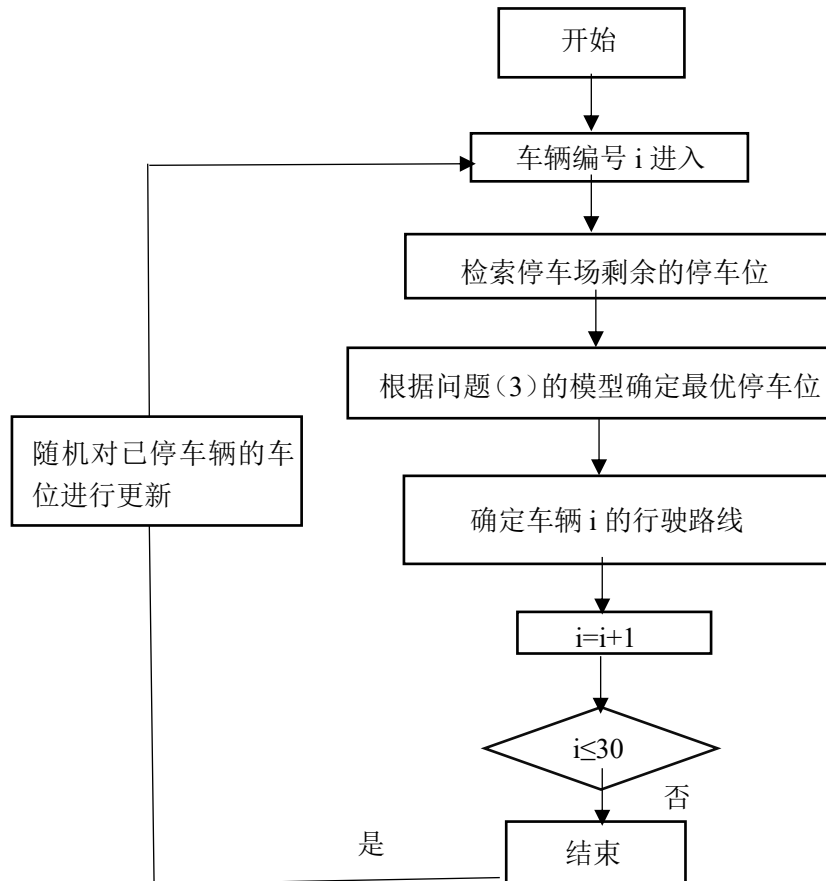 开始
车辆编号 i 进入
检索停车场剩余的停车位
根据问题（3）的模型确定最优停车位
随机对已停车辆的车
位进行更新
确定车辆 i 的行驶路线
i=i+1
i≤30
否
是
结束